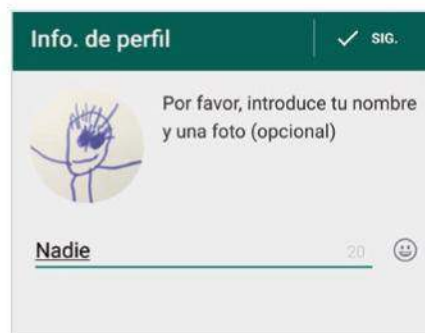 Info. de perfil
SIG.
Por favor, introduce tu nombre
y una foto (opcional)
Nadie
20